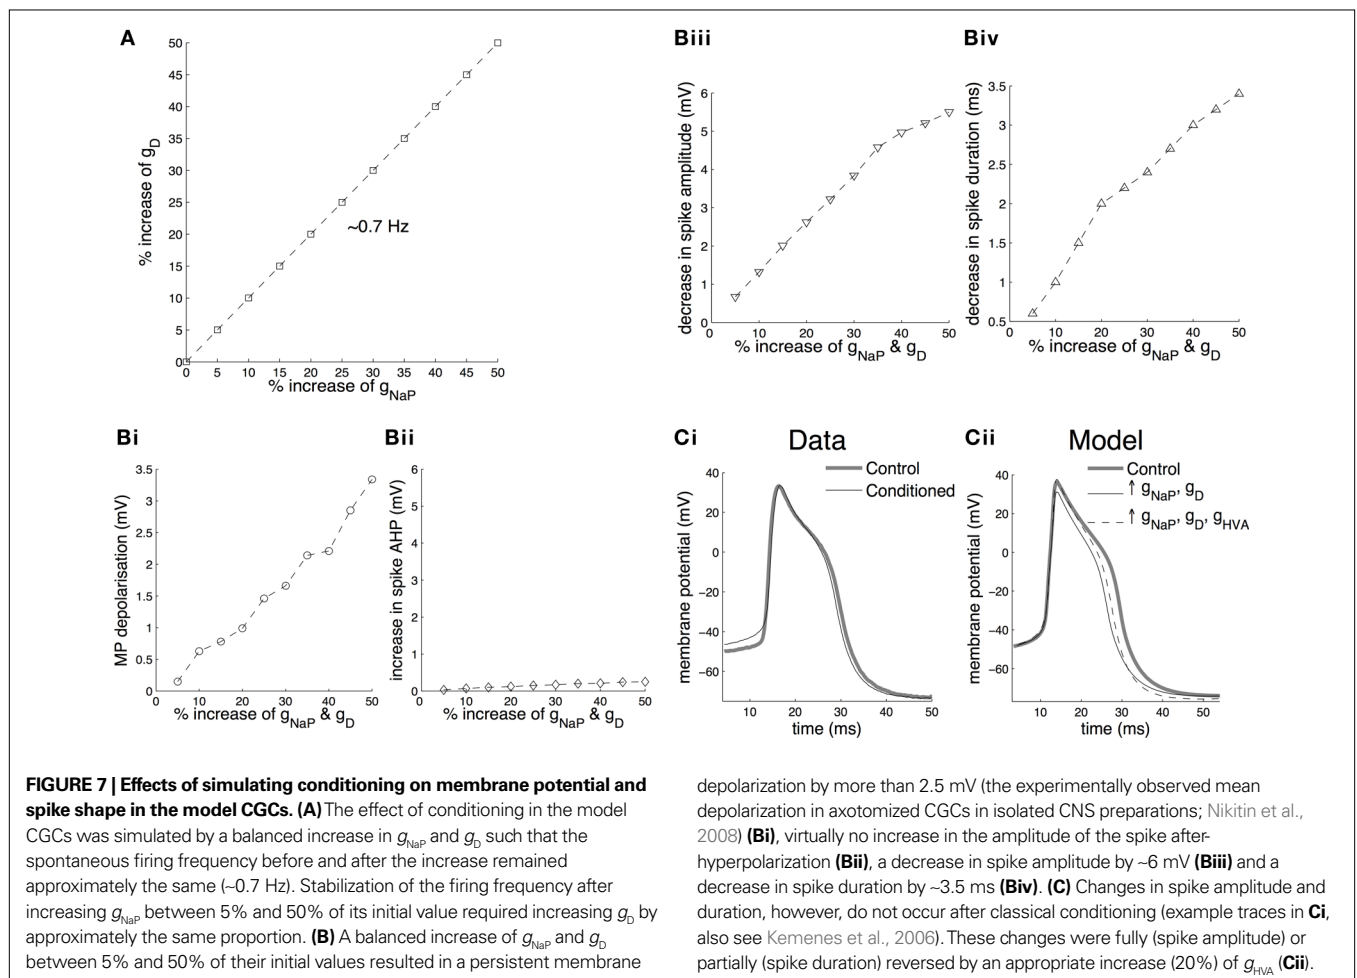 A
50
45
40
35
30
25
20
15
10
5
0
% increase of gD
~0.7 Hz
0 5 10 15 20 25 30 35 40 45 50
% increase of gNaP
Biii
6
5
4
3
2
1
0
decrease in spike amplitude (mV)
10 20 30 40 50
% increase of gNaP & gD
Biv
3.5
3
2.5
2
1.5
1
0.5
decrease in spike duration (ms)
0 10 20 30 40 50
% increase of gNaP & gD
Bi
3.5
3
2.5
2
1.5
1
0.5
0
MP depolarisation (mV)
10 20 30 40 50
% increase of gNaP & gD
Bii
6
5
4
3
2
1
0
increase in spike AHP (mV)
10 20 30 40 50
% increase of gNaP & gD
Ci
Data
Control
Conditioned
40
20
0
−20
−40
−60
membrane potential (mV)
10 20 30 40 50
time (ms)
Cii
Model
Control
↑ gNaP, gD
↑ gNaP, gD, gHVA
40
20
0
−20
−40
−60
membrane potential (mV)
10 20 30 40 50
time (ms)
FIGURE 7 | Effects of simulating conditioning on membrane potential and
spike shape in the model CGCs. (A) The effect of conditioning in the model
CGCs was simulated by a balanced increase in gNaP and gD such that the
spontaneous firing frequency before and after the increase remained
approximately the same (~0.7 Hz). Stabilization of the firing frequency after
increasing gNaP between 5% and 50% of its initial value required increasing gD by
approximately the same proportion. (B) A balanced increase of gNaP and gD
between 5% and 50% of their initial values resulted in a persistent membrane
depolarization by more than 2.5 mV (the experimentally observed mean
depolarization in axotomized CGCs in isolated CNS preparations; Nikitin et al.,
2008) (Bi), virtually no increase in the amplitude of the spike after-
hyperpolarization (Bii), a decrease in spike amplitude by ~6 mV (Biii) and a
decrease in spike duration by ~3.5 ms (Biv). (C) Changes in spike amplitude and
duration, however, do not occur after classical conditioning (example traces in Ci,
also see Kemenes et al., 2006). These changes were fully (spike amplitude) or
partially (spike duration) reversed by an appropriate increase (20%) of gHVA (Cii).